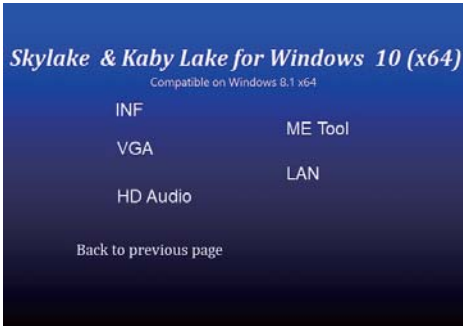 Skylake & Kaby Lake for Windows 10 (x64)
Compatible on Windows 8.1 x64
INF
ME Tool
VGA
LAN
HD Audio
Back to previous page